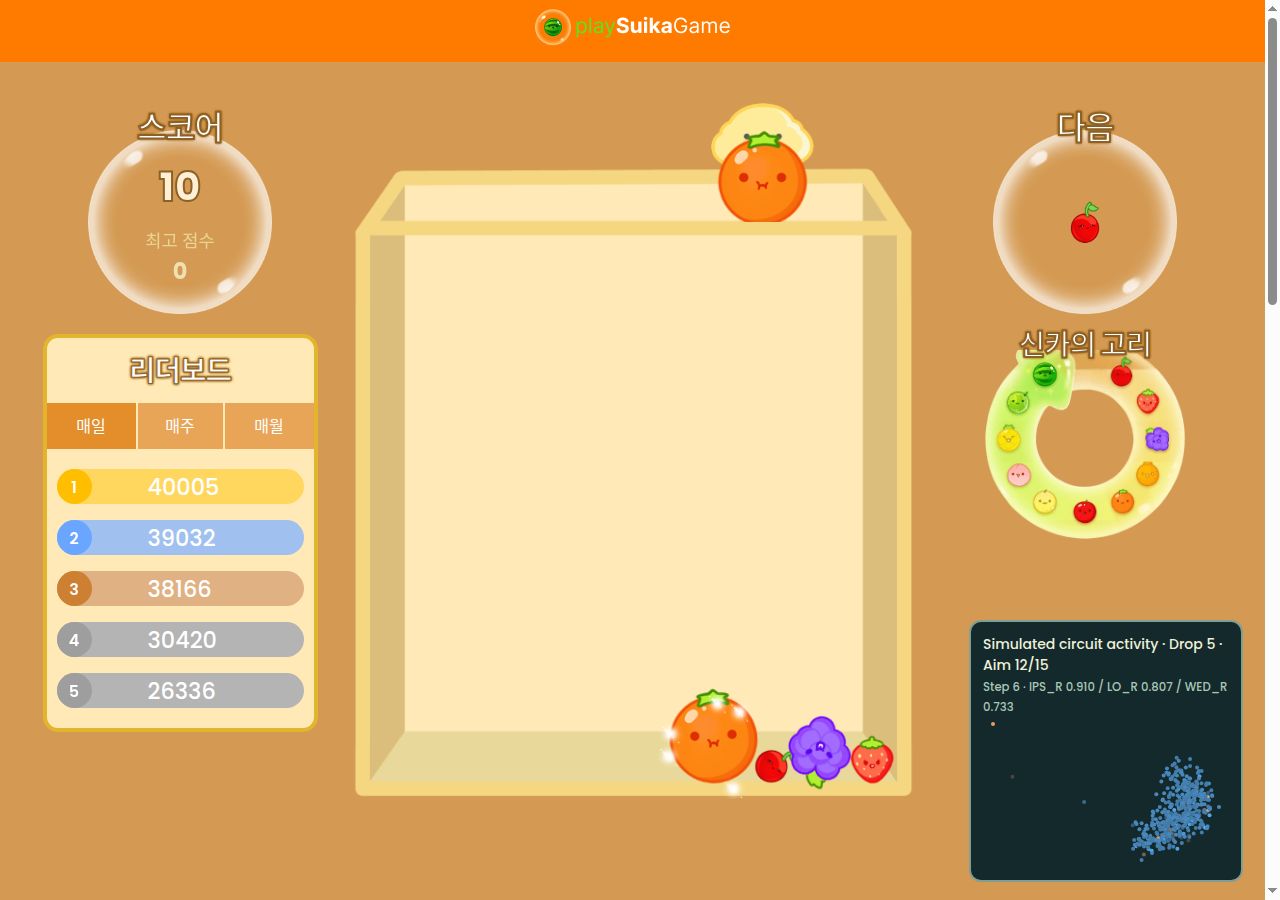 playSuikaGame
스코어
10
최고 점수
0
리더보드
매일 매주 매월
1 40005
2 39032
3 38166
4 30420
5 26336
다음
신카의 고리
Simulated circuit activity · Drop 5 ·
Aim 12/15
Step 6 · IPS_R 0.910 / LO_R 0.807 / WED_R
0.733